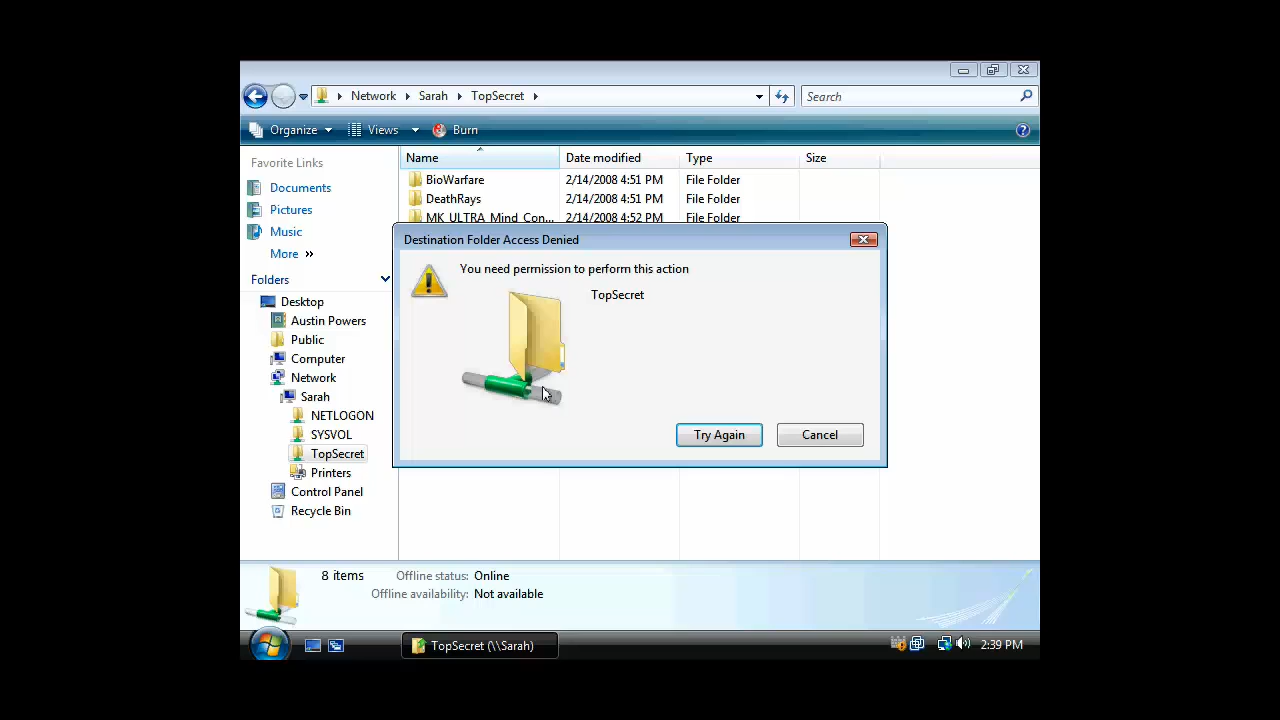 Network Sarah TopSecret
Search
Organize Views Burn
Favorite Links
Documents
Pictures
Music
More »
Folders
Desktop
Austin Powers
Public
Computer
Network
Sarah
NETLOGON
SYSVOL
TopSecret
Printers
Control Panel
Recycle Bin
Name Date modified Type Size
BioWarfare 2/14/2008 4:51 PM File Folder
DeathRays 2/14/2008 4:51 PM File Folder
MK_ULTRA_Mind_Con... 2/14/2008 4:52 PM File Folder
Destination Folder Access Denied
You need permission to perform this action
TopSecret
Try Again Cancel
8 items Offline status: Online
Offline availability: Not available
TopSecret (\\Sarah) 2:39 PM